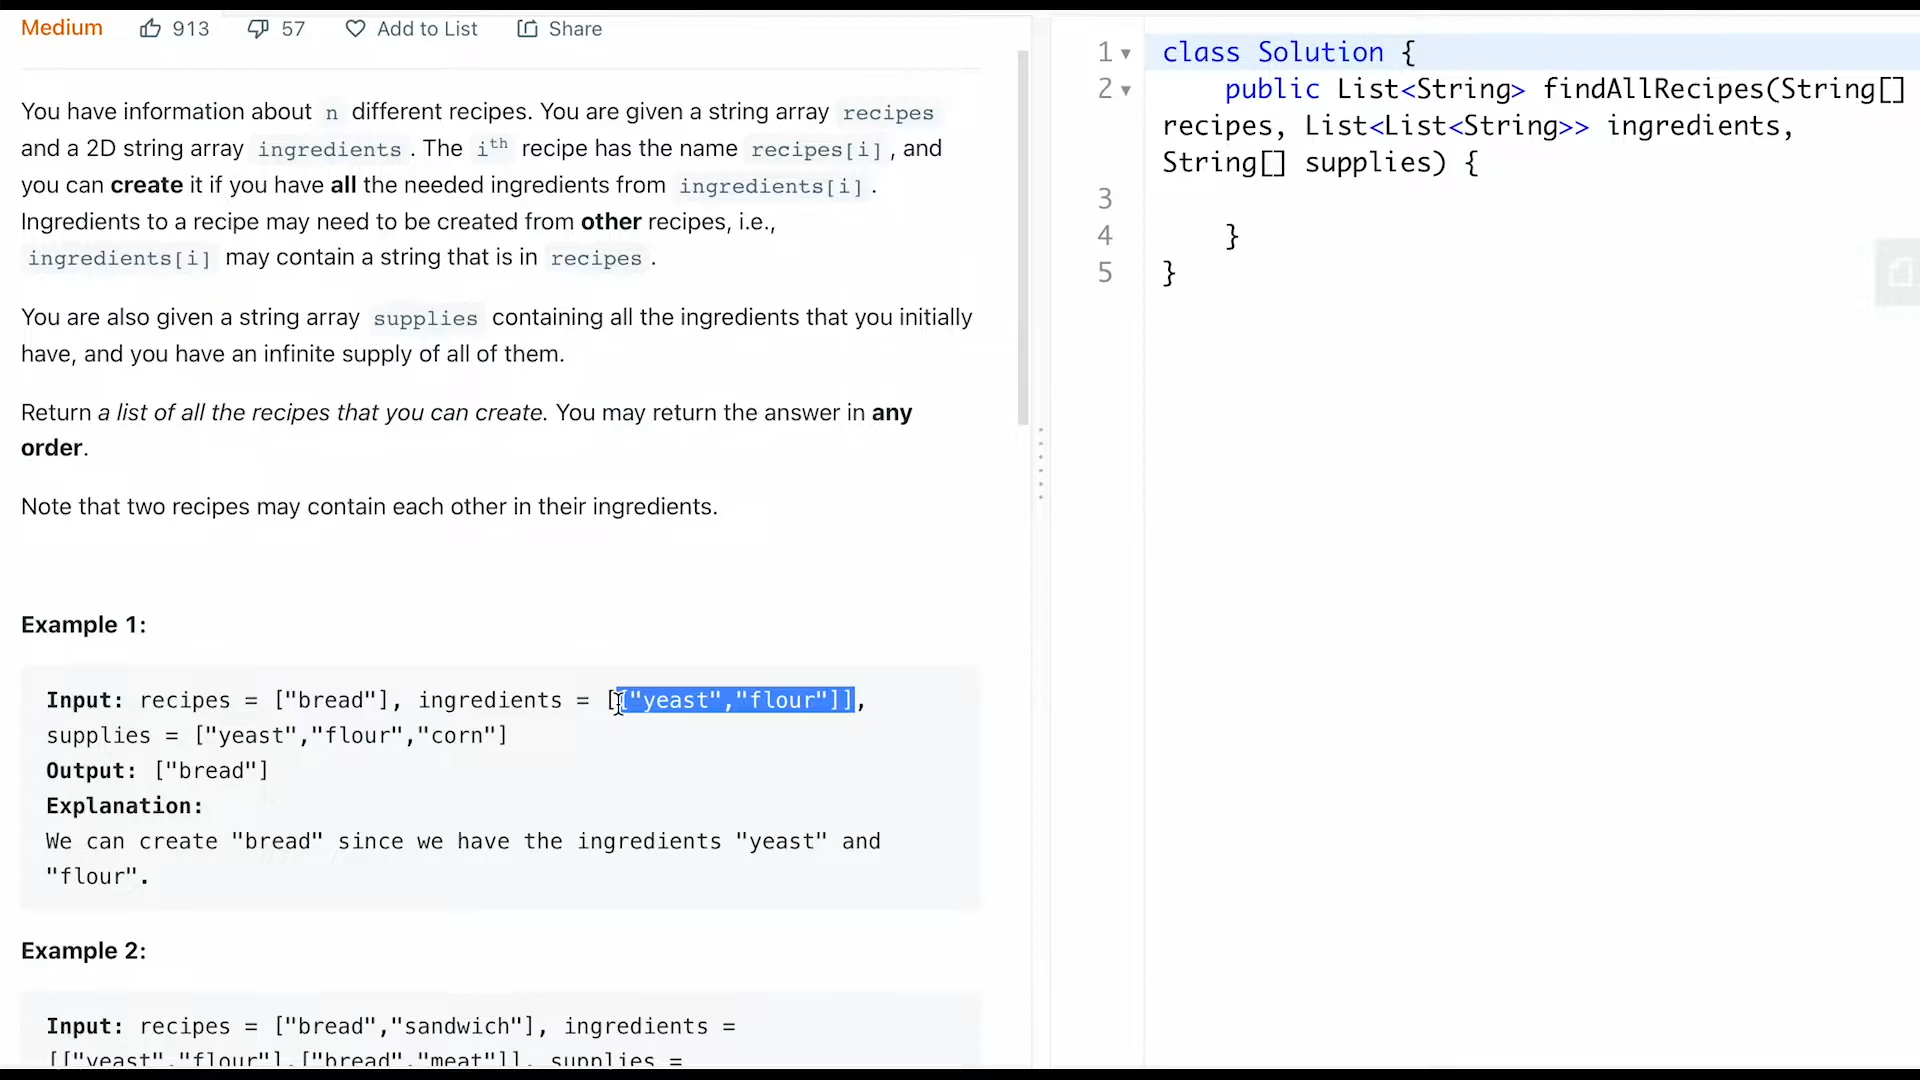 Medium 913 57 Add to List Share
You have information about n different recipes. You are given a string array recipes
and a 2D string array ingredients . The ith recipe has the name recipes[i] , and
you can create it if you have all the needed ingredients from ingredients[i] .
Ingredients to a recipe may need to be created from other recipes, i.e.,
ingredients[i] may contain a string that is in recipes .
You are also given a string array supplies containing all the ingredients that you initially
have, and you have an infinite supply of all of them.
Return a list of all the recipes that you can create. You may return the answer in any
order.
Note that two recipes may contain each other in their ingredients.
Example 1:
Input: recipes = ["bread"], ingredients = [["yeast","flour"]],
supplies = ["yeast","flour","corn"]
Output: ["bread"]
Explanation:
We can create "bread" since we have the ingredients "yeast" and
"flour".
Example 2:
Input: recipes = ["bread","sandwich"], ingredients =
[["yeast","flour"],["bread","meat"]], supplies =
1 class Solution {
2 public List<String> findAllRecipes(String[]
recipes, List<List<String>> ingredients,
String[] supplies) {
3
4 }
5 }